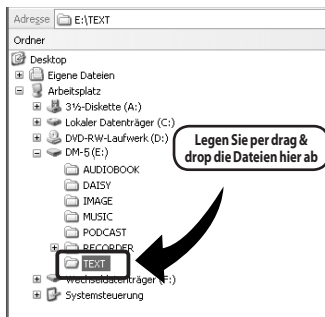 Adresse E:\TEXT
Ordner
Desktop
Eigene Dateien
Arbeitsplatz
3½-Diskette (A:)
Lokaler Datenträger (C:)
DVD-RW-Laufwerk (D:)
DM-5 (E:)
Legen Sie per drag &
drop die Dateien hier ab
AUDIOBOOK
DAISY
IMAGE
MUSIC
PODCAST
RECORDER
TEXT
Wechseldatenträger (F:)
Systemsteuerung